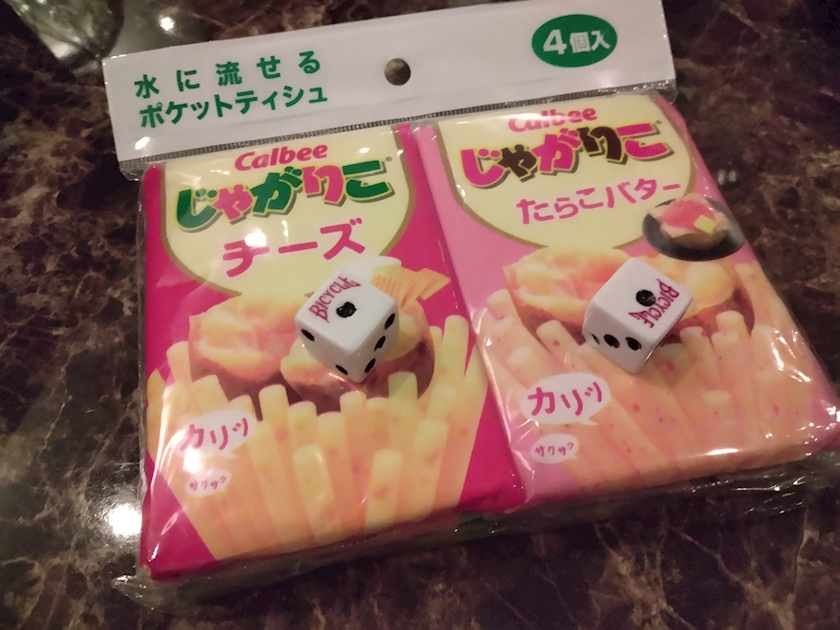 水に流せる
ポケットティシュ
4個入
Calbee
じゃがりこ
チーズ
BICYCLE
カリッ
サクサク
Calbee
じゃがりこ
たらこバター
BICYCLE
カリッ
サクサク